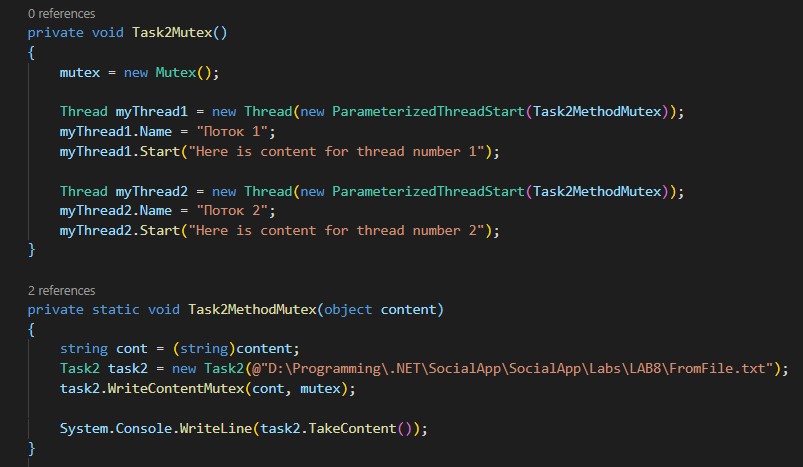 0 references
private void Task2Mutex()
{
mutex = new Mutex();
Thread myThread1 = new Thread(new ParameterizedThreadStart(Task2MethodMutex));
myThread1.Name = "Поток 1";
myThread1.Start("Here is content for thread number 1");
Thread myThread2 = new Thread(new ParameterizedThreadStart(Task2MethodMutex));
myThread2.Name = "Поток 2";
myThread2.Start("Here is content for thread number 2");
}
2 references
private static void Task2MethodMutex(object content)
{
string cont = (string)content;
Task2 task2 = new Task2(@"D:\Programming\.NET\SocialApp\SocialApp\Labs\LAB8\FromFile.txt");
task2.WriteContentMutex(cont, mutex);
System.Console.WriteLine(task2.TakeContent());
}